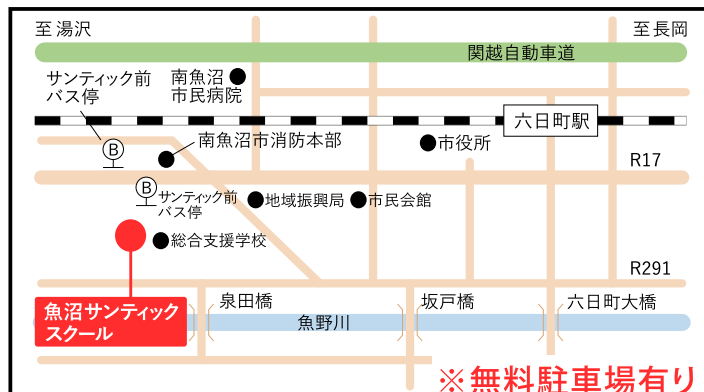 至湯沢
至長岡
関越自動車道
サンティック前
バス停
南魚沼
市民病院
六日町駅
B
南魚沼市消防本部
市役所
R17
B
サンティック前
バス停
地域振興局
市民会館
総合支援学校
R291
魚沼サンティック
スクール
泉田橋
坂戸橋
六日町大橋
魚野川
※無料駐車場有り